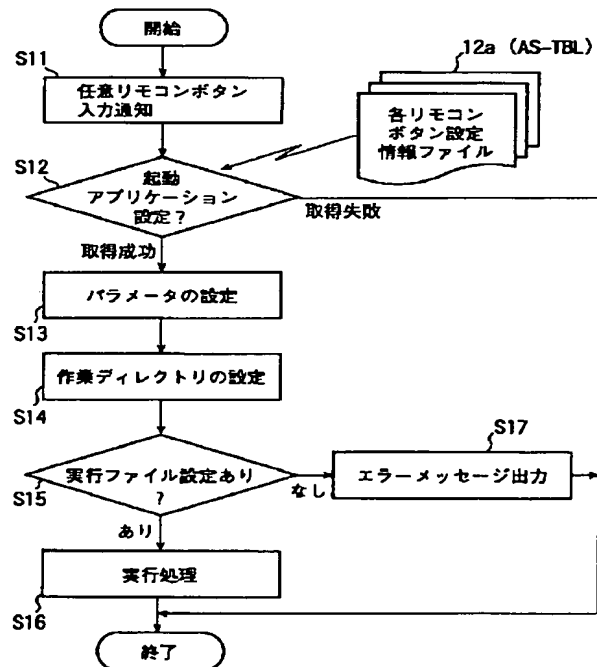 開始
S11
任意リモコンボタン
入力通知
12a (AS-TBL)
各リモコン
ボタン設定
情報ファイル
S12
起動
アプリケーション
設定?
取得失敗
取得成功
パラメータの設定
S13
作業ディレクトリの設定
S14
S17
実行ファイル設定あり
?
エラーメッセージ出力
S15
なし
あり
実行処理
S16
終了